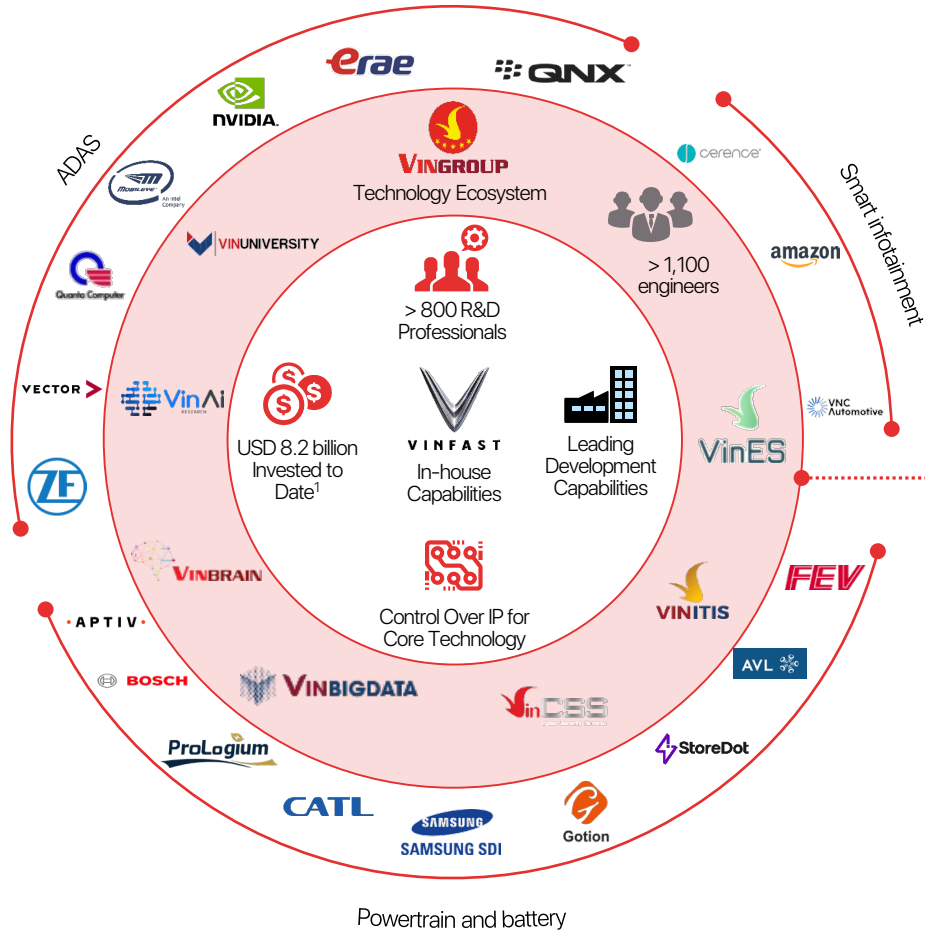 erae
QNX
NVIDIA.
ADAS
VINGROUP
Technology Ecosystem
cerence
Smart infotainment
MOBILEYE
An Intel
Company
VINUNIVERSITY
amazon
> 1,100
engineers
Quanta Computer
> 800 R&D
Professionals
VECTOR
VinAi
RESEARCH
VNC
Automotive
VinES
VINFAST
USD 8.2 billion
Invested to
Date¹
In-house
Capabilities
Leading
Development
Capabilities
ZF
VINBRAIN
FEV
VINITIS
Control Over IP for
Core Technology
•APTIV•
AVL
BOSCH
VINBIGDATA
VinCSS
PROLOGIUM
StoreDot
CATL
SAMSUNG
SAMSUNG SDI
Gotion
Powertrain and battery